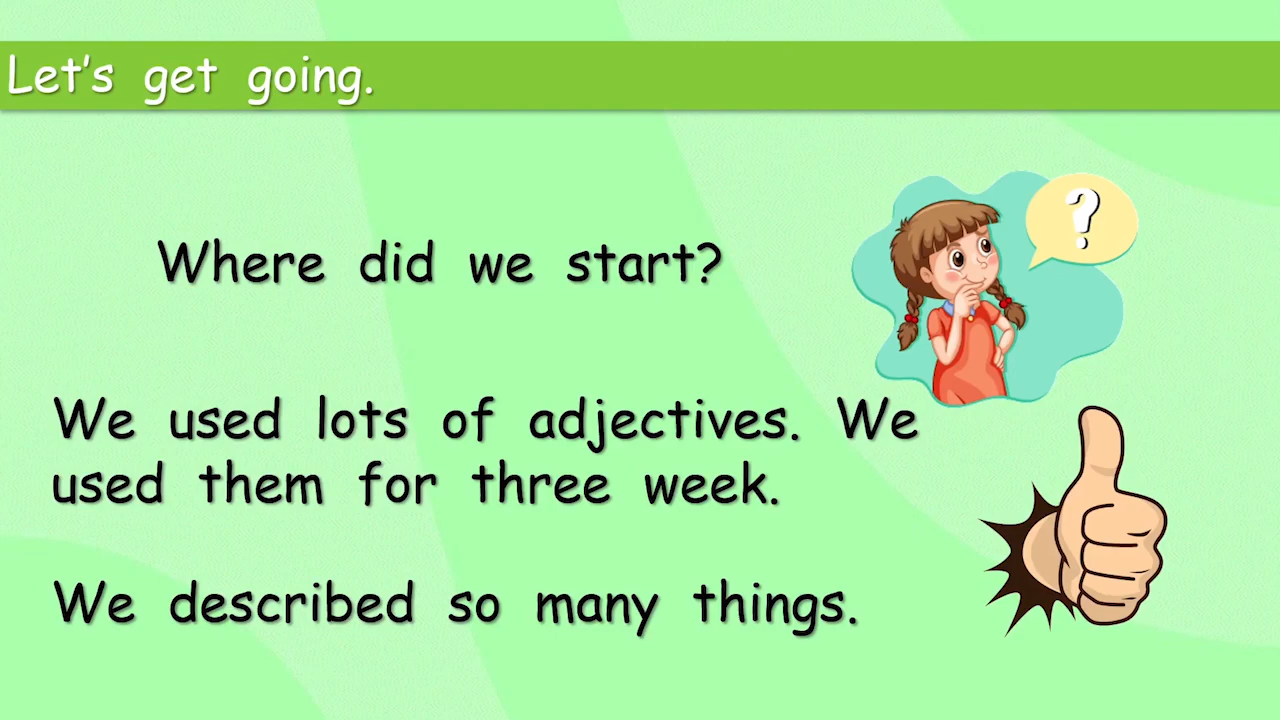 Let's get going.
?
Where did we start?
We used lots of adjectives. We
used them for three week.
We described so many things.